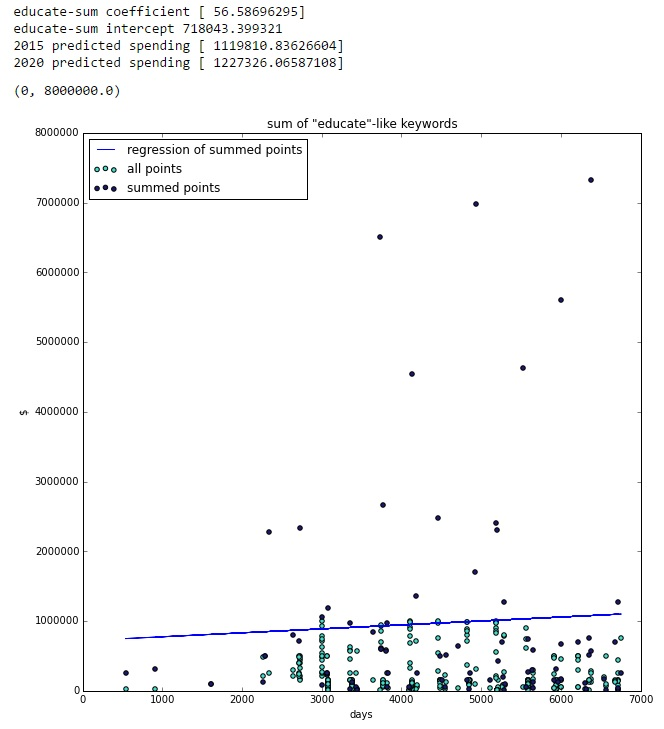 educate-sum coefficient [ 56.58696295]
educate-sum intercept 718043.399321
2015 predicted spending [ 1119810.83626604]
2020 predicted spending [ 1227326.06587108]
(0, 8000000.0)
sum of "educate"-like keywords
8000000
regression of summed points
all points
summed points
7000000
6000000
5000000
$
4000000
3000000
2000000
1000000
0
0 1000 2000 3000 4000 5000 6000 7000
days